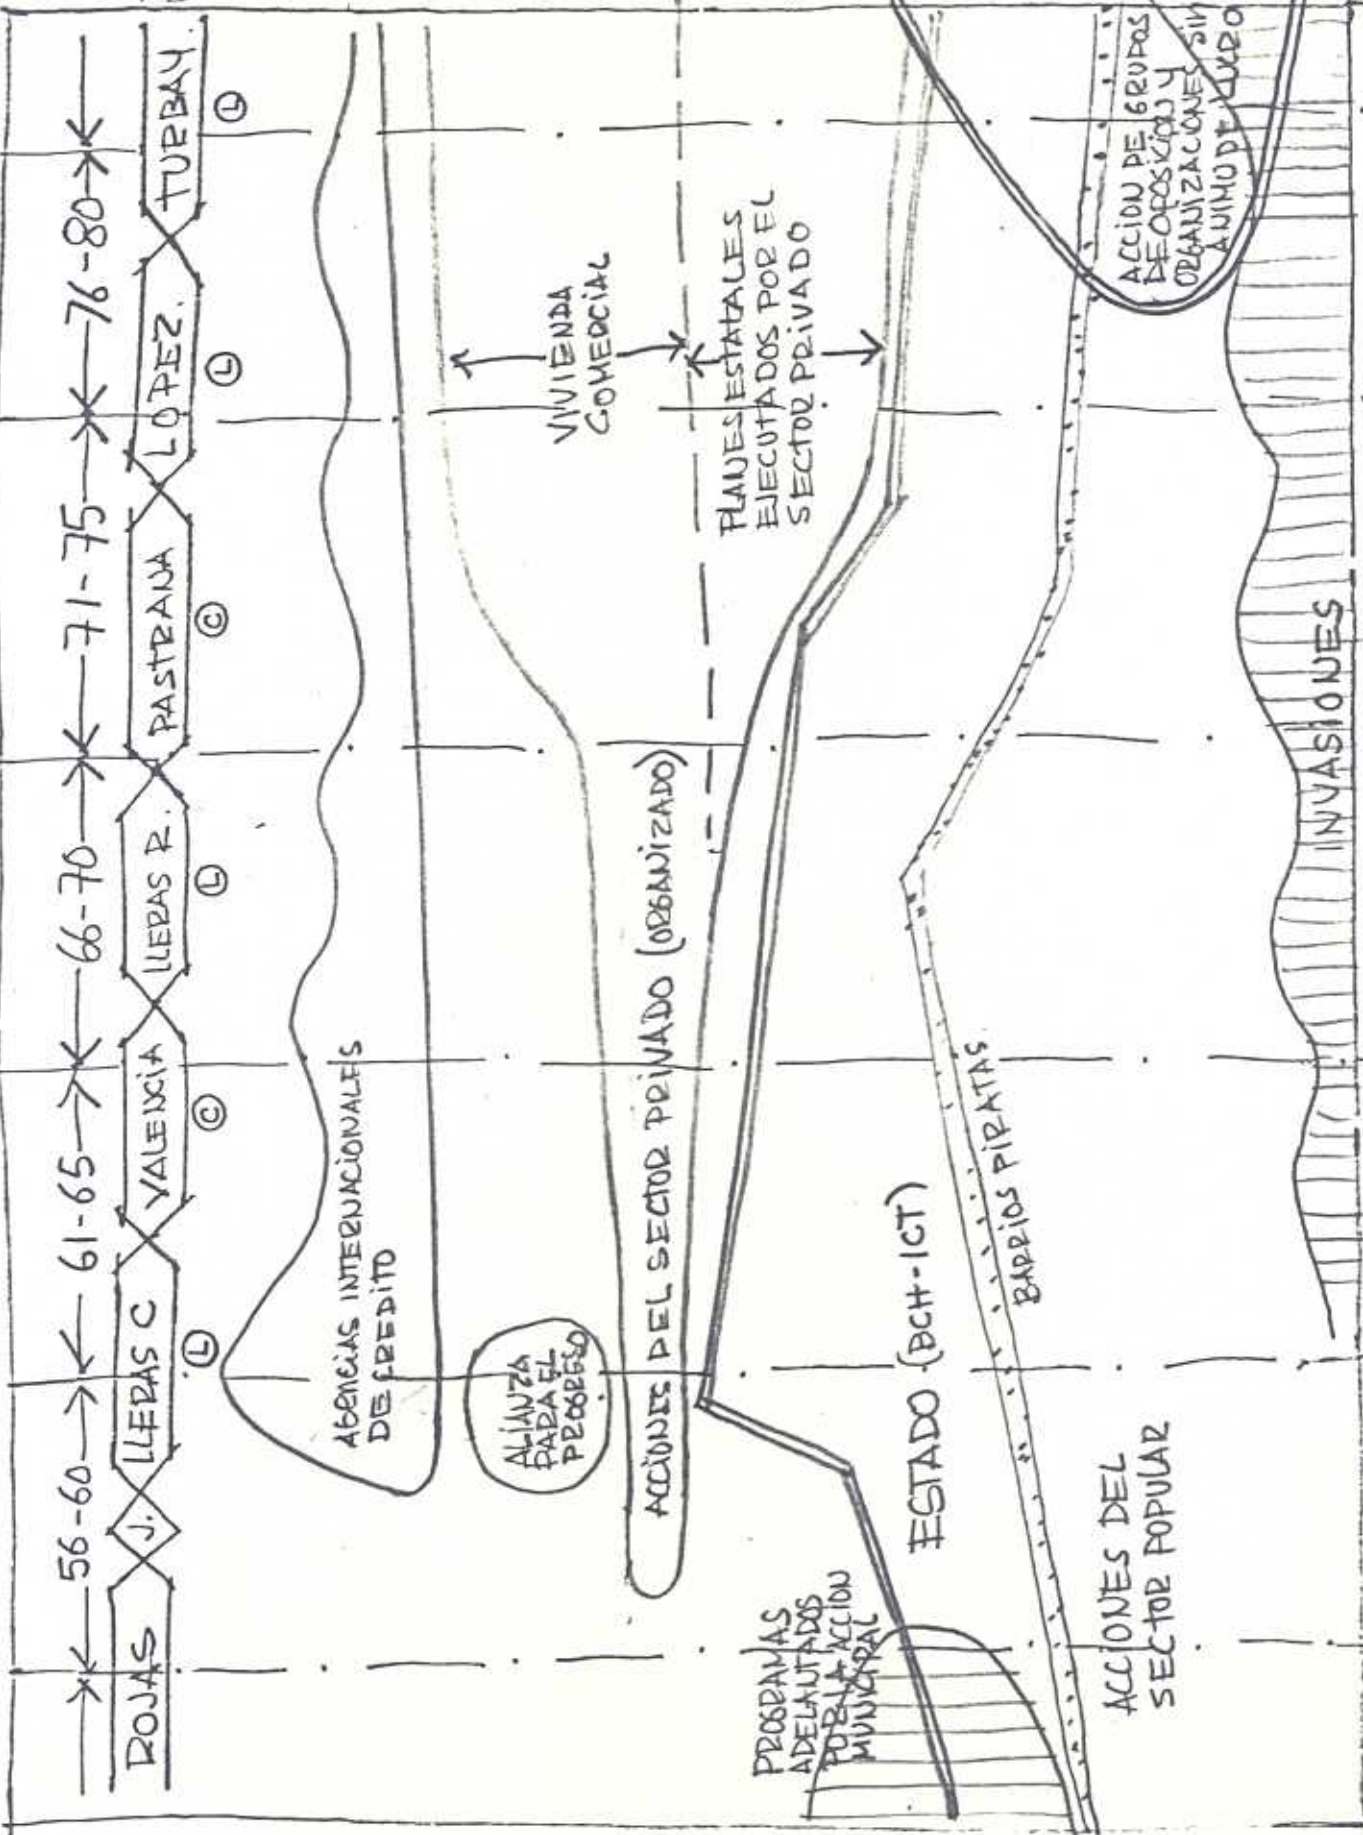 56-60 61-65 66-70 71-75 76-80
ROJAS J. LLERAS C VALENCIA LLERAS R. PASTRANA LOPEZ. TURBAY.
L C L C L L
AGENCIAS INTERNACIONALES
DE CREDITO
ALIANZA
PARA EL
PROGRESO
VIVIENDA
COMERCIAL
ACCIONES DEL SECTOR PRIVADO (ORGANIZADO)
PLANES ESTATALES
EJECUTADOS POR EL
SECTOR PRIVADO
PROGRAMAS
ADELANTADOS
POR LA ACCION
MUNICIPAL
ESTADO (BCH-ICT)
BARRIOS PIRATAS
ACCIONES DEL
SECTOR POPULAR
ACCION DE GRUPOS
DE OPOSICION Y
ORGANIZACIONES SIN
ANIMO DE LUCRO
INVASIONES